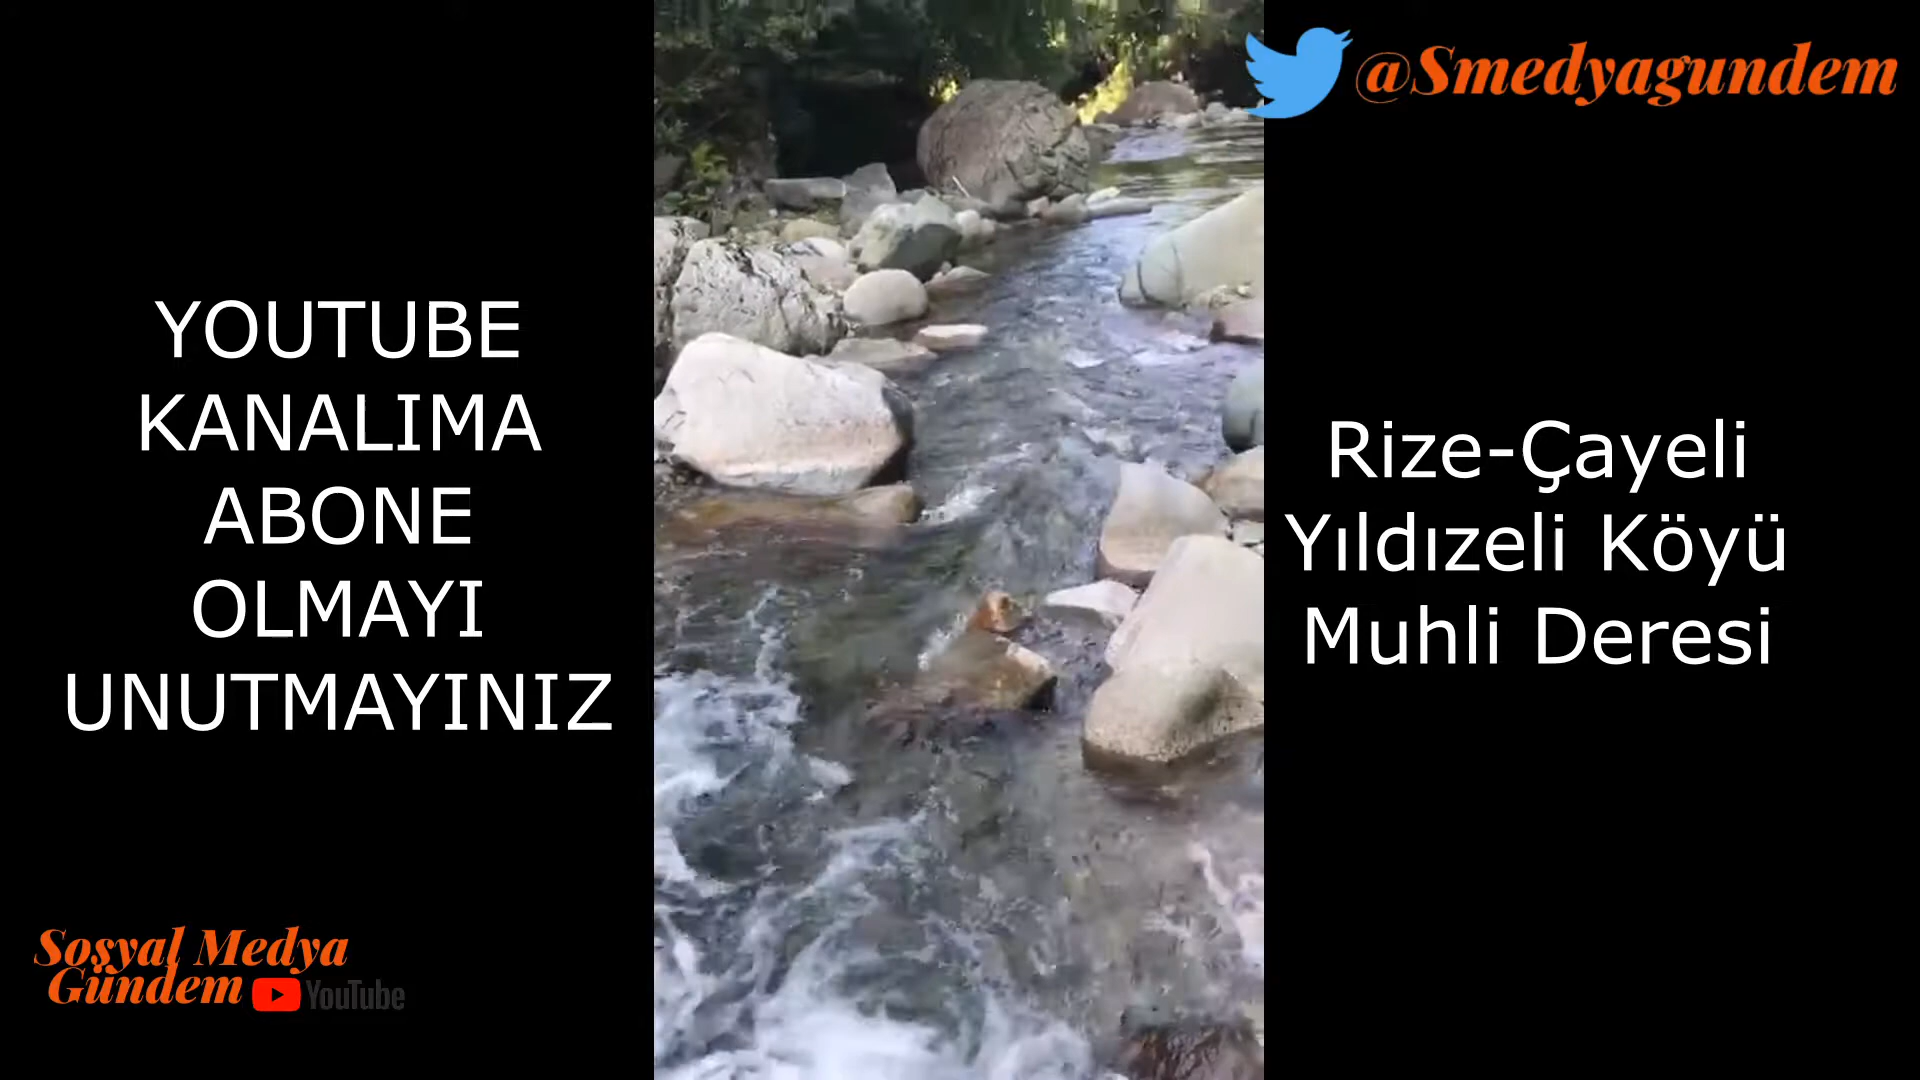 @Smedyagundem
YOUTUBE
KANALIMA
ABONE
OLMAYI
UNUTMAYINIZ
Rize-Çayeli
Yıldızeli Köyü
Muhli Deresi
Sosyal Medya
Gündem YouTube